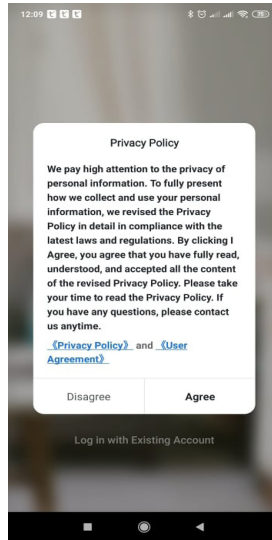 12:09
Privacy Policy
We pay high attention to the privacy of
personal information. To fully present
how we collect and use your personal
information, we revised the Privacy
Policy in detail in compliance with the
latest laws and regulations. By clicking I
Agree, you agree that you have fully read,
understood, and accepted all the content
of the revised Privacy Policy. Please take
your time to read the Privacy Policy. If
you have any questions, please contact
us anytime.
《Privacy Policy》 and 《User
Agreement》
Disagree Agree
Log in with Existing Account